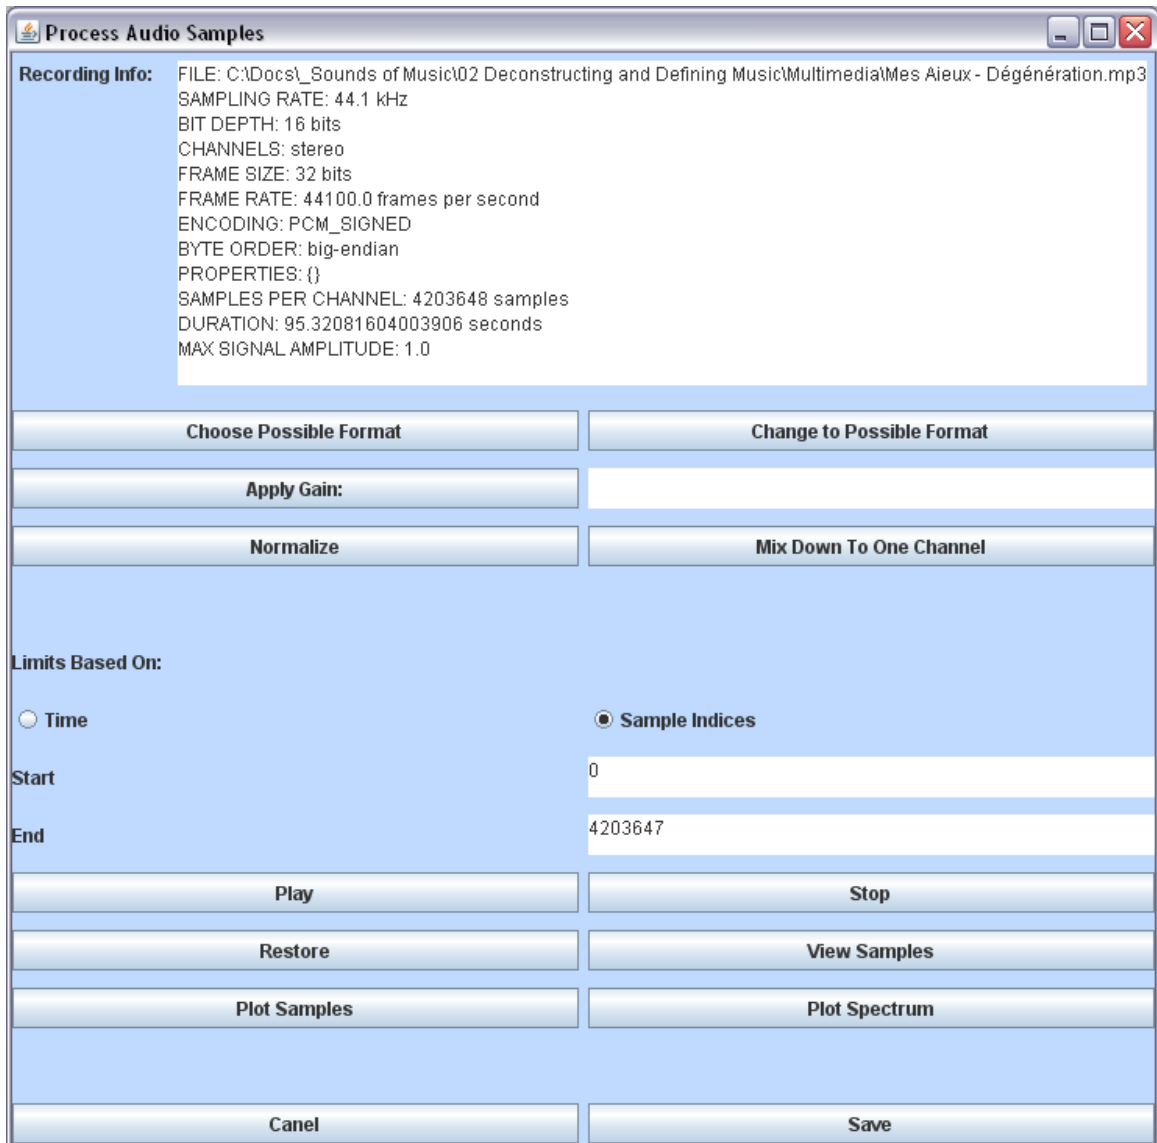 Process Audio Samples
Recording Info:
FILE: C:\Docs\_Sounds of Music\02 Deconstructing and Defining Music\Multimedia\Mes Aieux - Dégénération.mp3
SAMPLING RATE: 44.1 kHz
BIT DEPTH: 16 bits
CHANNELS: stereo
FRAME SIZE: 32 bits
FRAME RATE: 44100.0 frames per second
ENCODING: PCM_SIGNED
BYTE ORDER: big-endian
PROPERTIES: {}
SAMPLES PER CHANNEL: 4203648 samples
DURATION: 95.32081604003906 seconds
MAX SIGNAL AMPLITUDE: 1.0
Choose Possible Format
Change to Possible Format
Apply Gain:
Normalize
Mix Down To One Channel
Limits Based On:
Time
Sample Indices
Start
0
End
4203647
Play
Stop
Restore
View Samples
Plot Samples
Plot Spectrum
Canel
Save